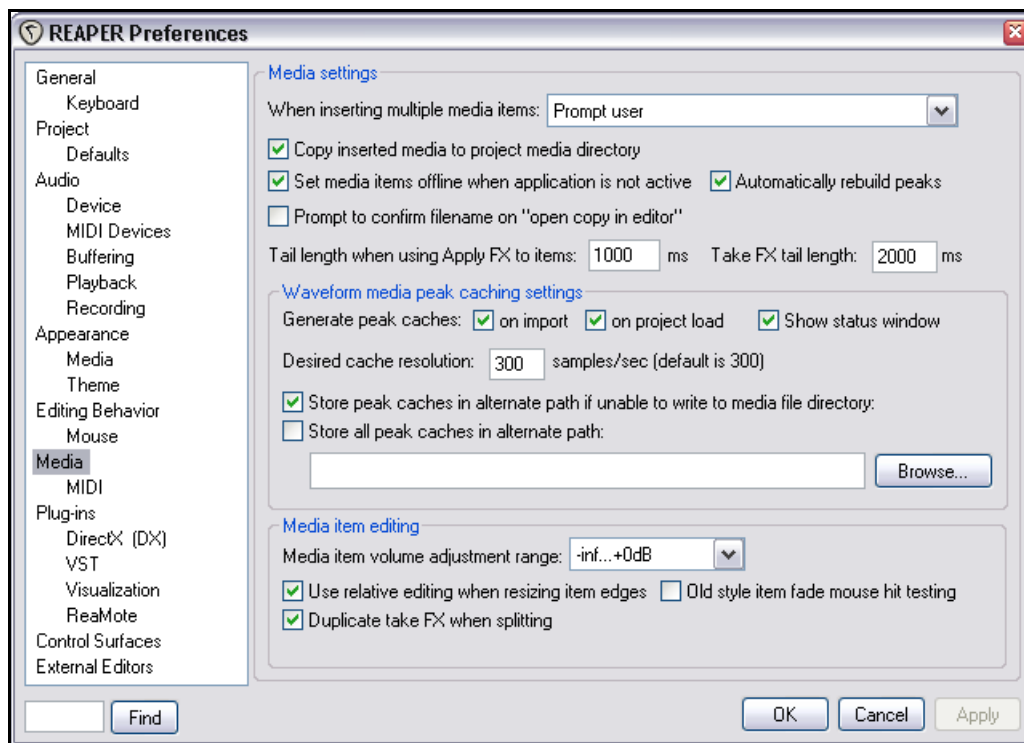 REAPER Preferences
General
Keyboard
Project
Defaults
Audio
Device
MIDI Devices
Buffering
Playback
Recording
Appearance
Media
Theme
Editing Behavior
Mouse
Media
MIDI
Plug-ins
DirectX (DX)
VST
Visualization
ReaMote
Control Surfaces
External Editors
Find
Media settings
When inserting multiple media items: Prompt user
Copy inserted media to project media directory
Set media items offline when application is not active Automatically rebuild peaks
Prompt to confirm filename on "open copy in editor"
Tail length when using Apply FX to items: 1000 ms Take FX tail length: 2000 ms
Waveform media peak caching settings
Generate peak caches: on import on project load Show status window
Desired cache resolution: 300 samples/sec (default is 300)
Store peak caches in alternate path if unable to write to media file directory:
Store all peak caches in alternate path:
Browse...
Media item editing
Media item volume adjustment range: -inf...+0dB
Use relative editing when resizing item edges Old style item fade mouse hit testing
Duplicate take FX when splitting
OK Cancel Apply